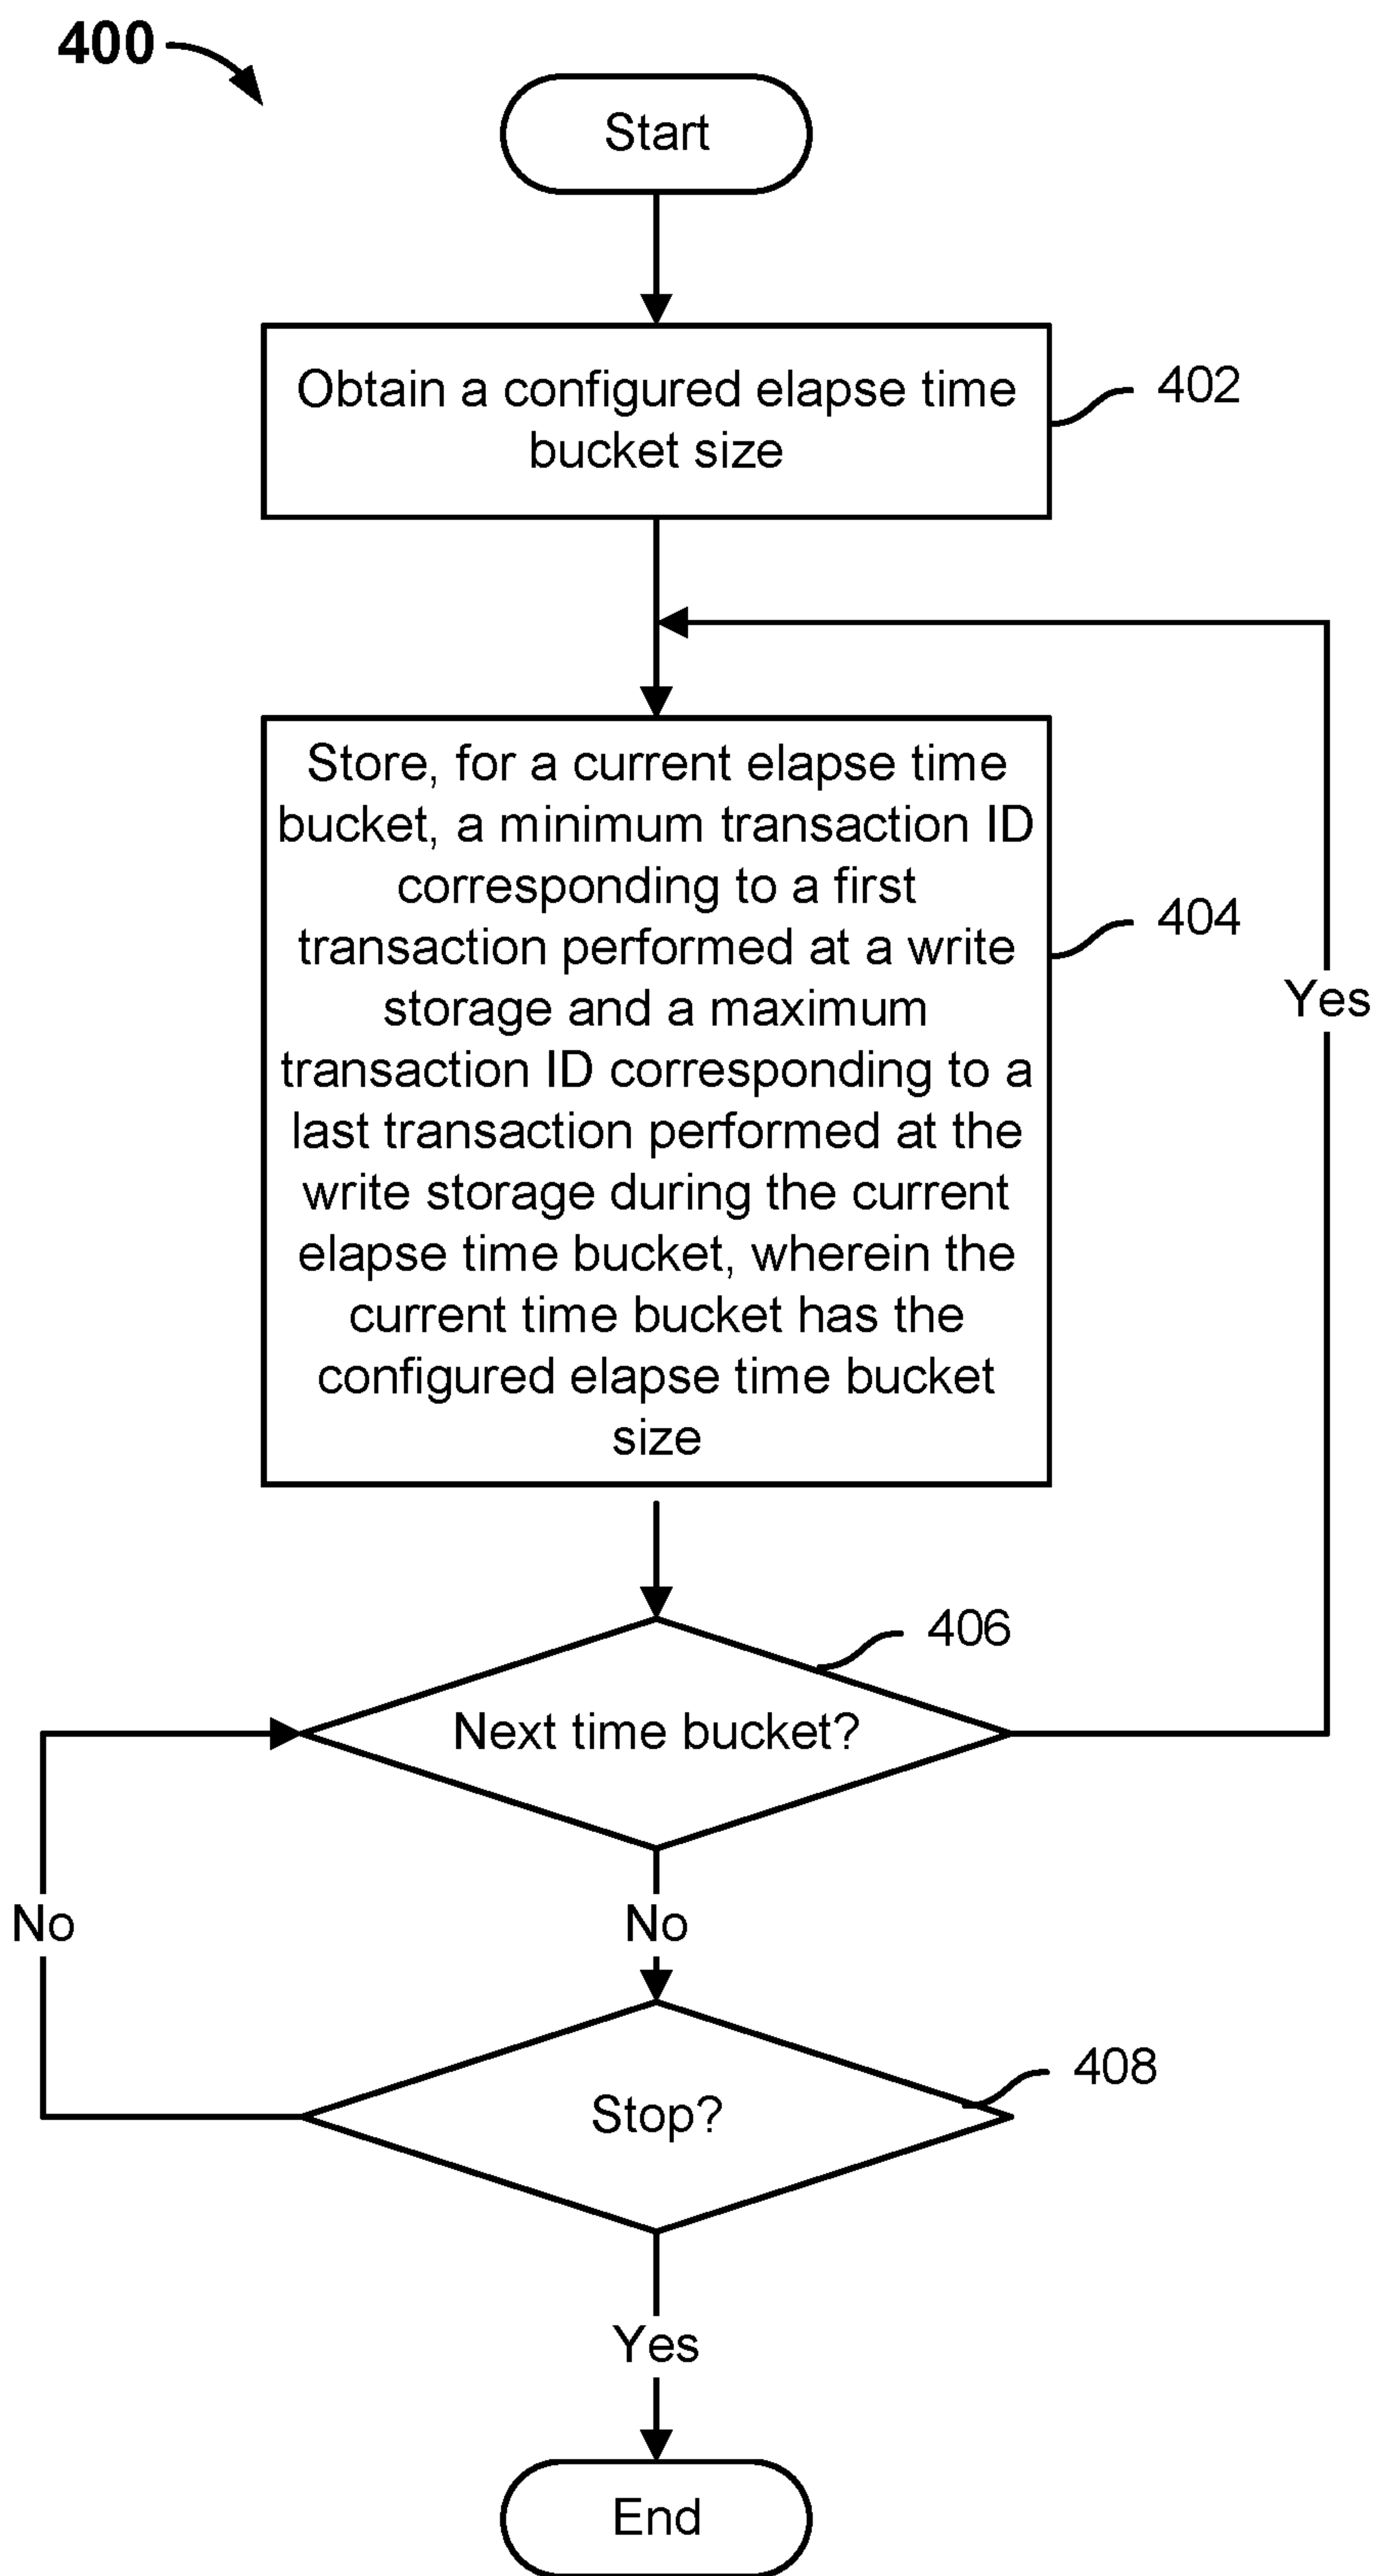 400
Start
Obtain a configured elapse time
bucket size
402
Store, for a current elapse time
bucket, a minimum transaction ID
corresponding to a first
transaction performed at a write
storage and a maximum
transaction ID corresponding to a
last transaction performed at the
write storage during the current
elapse time bucket, wherein the
current time bucket has the
configured elapse time bucket
size
404
Yes
406
Next time bucket?
No
No
408
Stop?
Yes
End